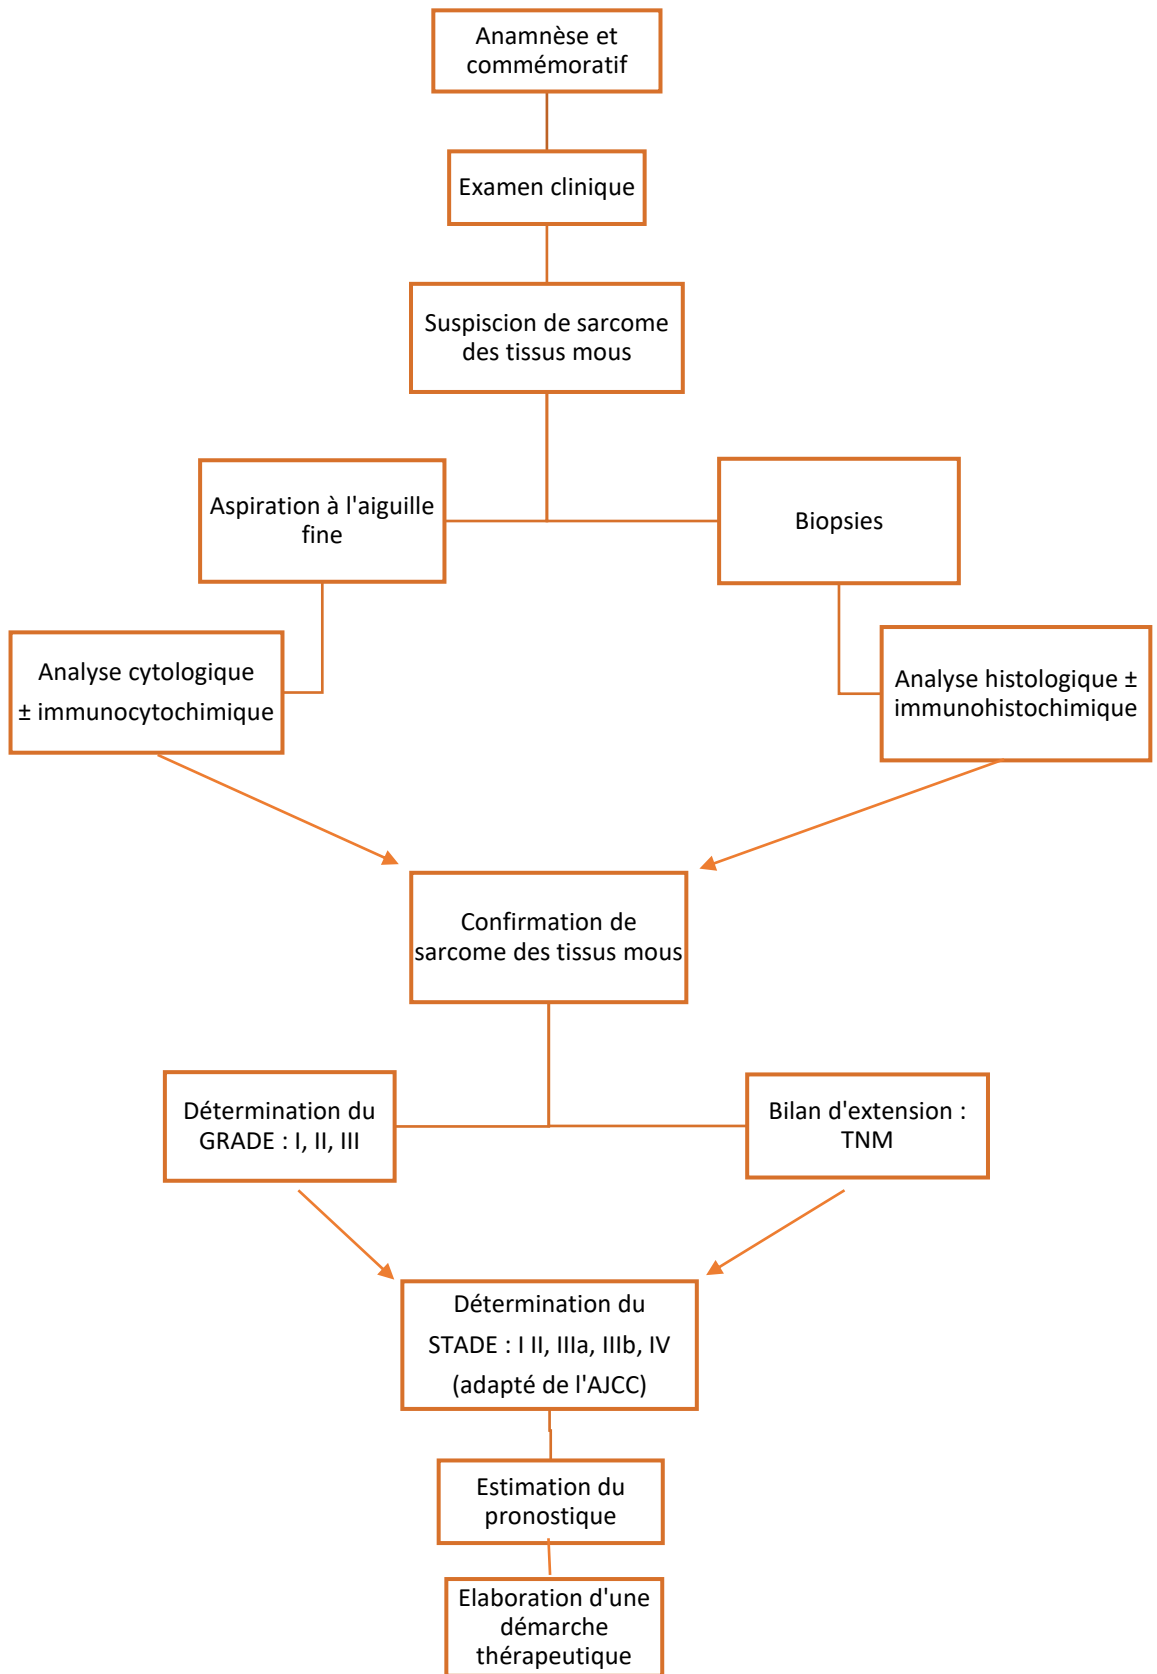 Anamnèse et
commémoratif
Examen clinique
Suspiscion de sarcome
des tissus mous
Aspiration à l'aiguille
fine
Biopsies
Analyse cytologique
± immunocytochimique
Analyse histologique ±
immunohistochimique
Confirmation de
sarcome des tissus mous
Détermination du
GRADE : I, II, III
Bilan d'extension :
TNM
Détermination du
STADE : I II, IIIa, IIIb, IV
(adapté de l'AJCC)
Estimation du
pronostique
Elaboration d'une
démarche
thérapeutique